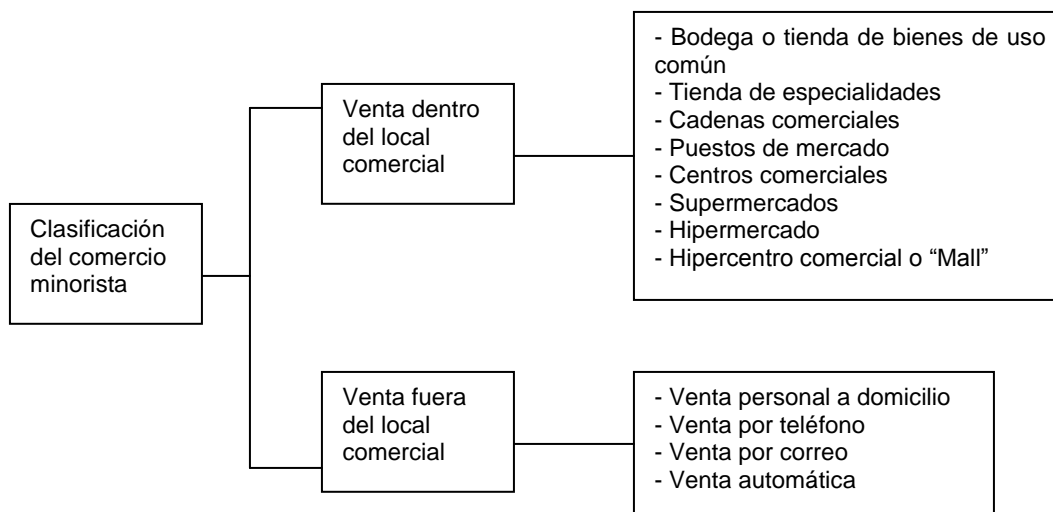 Clasificación
del comercio
minorista
Venta dentro
del local
comercial
- Bodega o tienda de bienes de uso
común
- Tienda de especialidades
- Cadenas comerciales
- Puestos de mercado
- Centros comerciales
- Supermercados
- Hipermercado
- Hipercentro comercial o “Mall”
Venta fuera
del local
comercial
- Venta personal a domicilio
- Venta por teléfono
- Venta por correo
- Venta automática